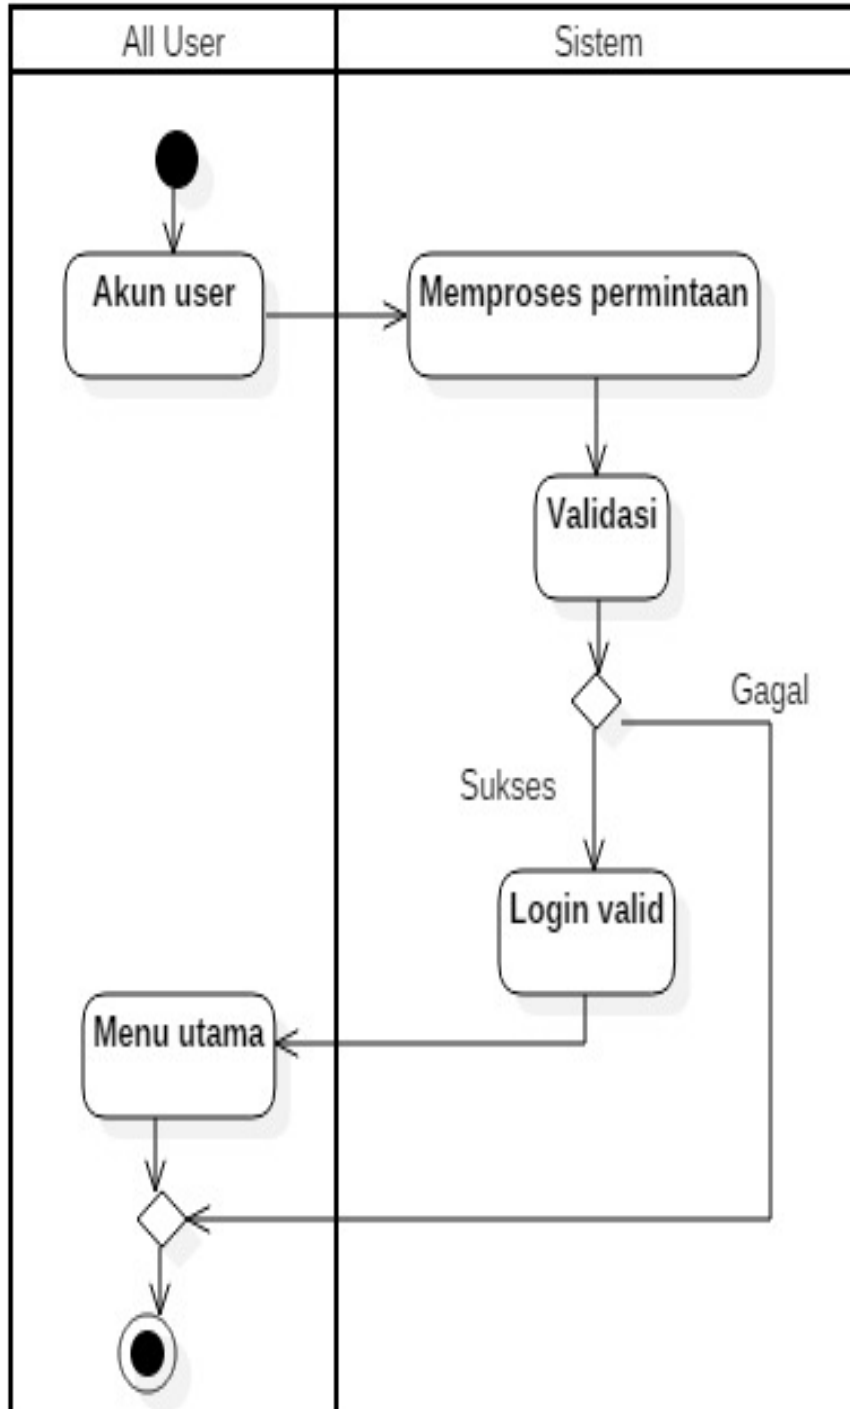 All User
Sistem
Akun user
Memproses permintaan
Validasi
Gagal
Sukses
Login valid
Menu utama